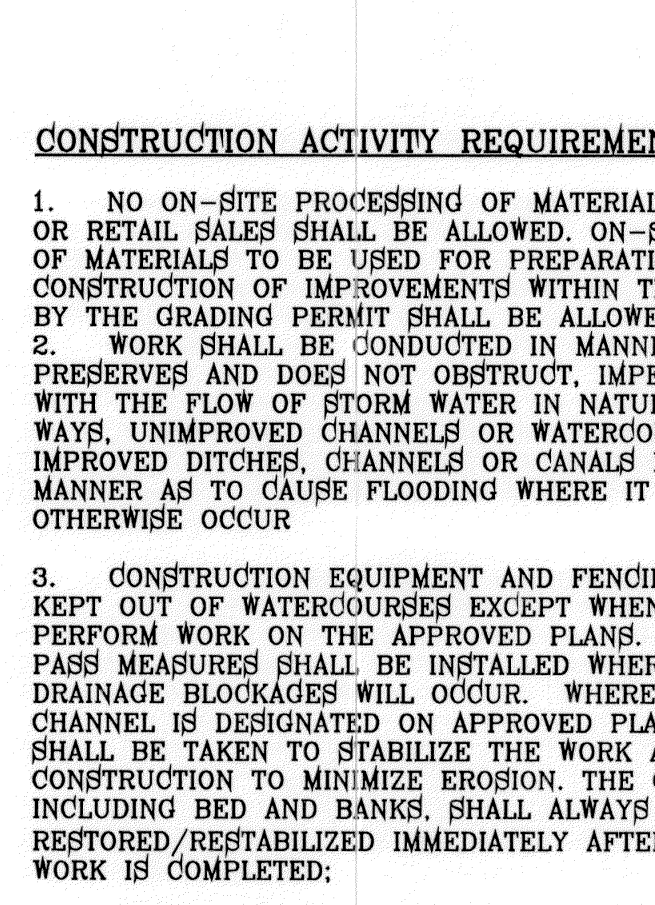 CONSTRUCTION ACTIVITY REQUIREMEN
1. NO ON-SITE PROCESSING OF MATERIAL
OR RETAIL SALES SHALL BE ALLOWED. ON-S
OF MATERIALS TO BE USED FOR PREPARATI
CONSTRUCTION OF IMPROVEMENTS WITHIN T
BY THE GRADING PERMIT SHALL BE ALLOWE
2. WORK SHALL BE CONDUCTED IN MANN
PRESERVES AND DOES NOT OBSTRUCT, IMPE
WITH THE FLOW OF STORM WATER IN NATU
WAYS, UNIMPROVED CHANNELS OR WATERCO
IMPROVED DITCHES, CHANNELS OR CANALS
MANNER AS TO CAUSE FLOODING WHERE IT
OTHERWISE OCCUR
3. CONSTRUCTION EQUIPMENT AND FENCI
KEPT OUT OF WATERCOURSES EXCEPT WHEN
PERFORM WORK ON THE APPROVED PLANS.
PASS MEASURES SHALL BE INSTALLED WHER
DRAINAGE BLOCKAGES WILL OCCUR. WHERE
CHANNEL IS DESIGNATED ON APPROVED PLA
SHALL BE TAKEN TO STABILIZE THE WORK A
CONSTRUCTION TO MINIMIZE EROSION. THE
INCLUDING BED AND BANKS, SHALL ALWAYS
RESTORED/RESTABILIZED IMMEDIATELY AFTE
WORK IS COMPLETED;